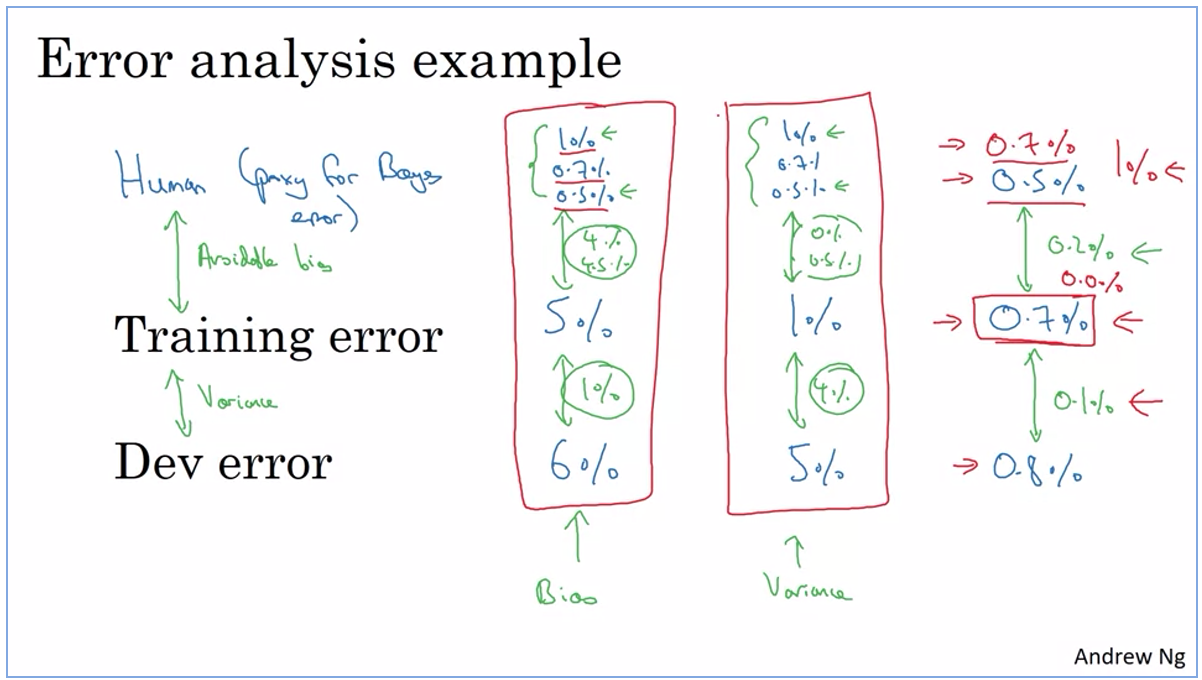 Error analysis example
Human (proxy for Bayes
error)
Avoidable bias
Training error
Variance
Dev error
1%
0.7%
0.5%
4%
4.5%
5%
1%
6%
Bias
1%
0.7%
0.5%
0%
0.5%
1%
4%
5%
Variance
0.7% 1%
0.5%
0.2%
0.0%
0.7%
0.1%
0.8%
Andrew Ng